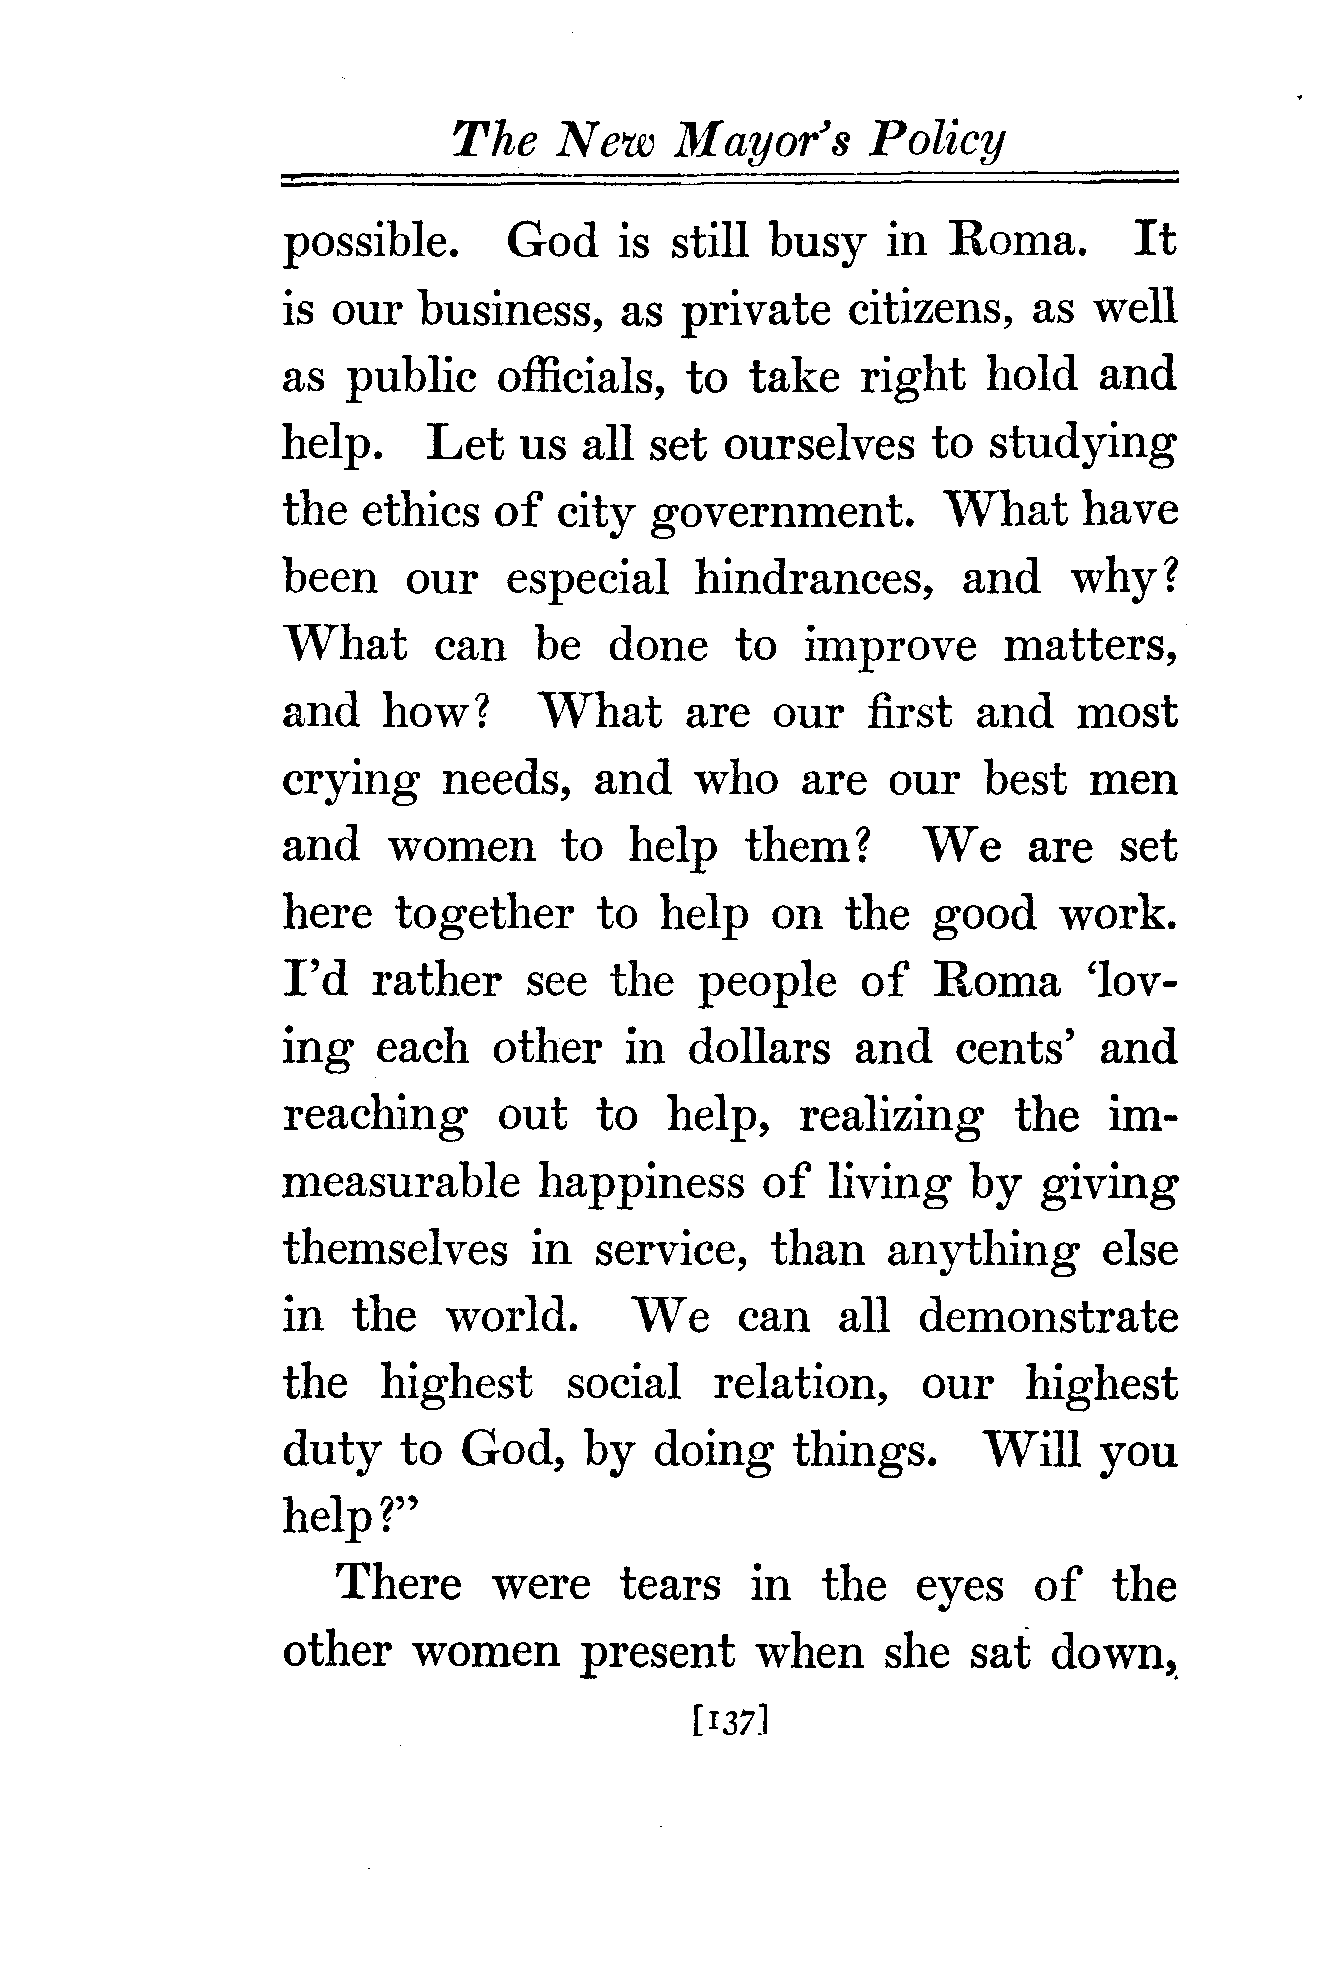 The New Mayor's Policy
possible. God is still busy in Roma. It
is our business, as private citizens, as well
as public officials, to take right hold and
help. Let us all set ourselves to studying
the ethics of city government. What have
been our especial hindrances, and why?
What can be done to improve matters,
and how? What are our first and most
crying needs, and who are our best men
and women to help them? We are set
here together to help on the good work.
I'd rather see the people of Roma ‘lov-
ing each other in dollars and cents’ and
reaching out to help, realizing the im-
measurable happiness of living by giving
themselves in service, than anything else
in the world. We can all demonstrate
the highest social relation, our highest
duty to God, by doing things. Will you
help?”
There were tears in the eyes of the
other women present when she sat down,
[137]